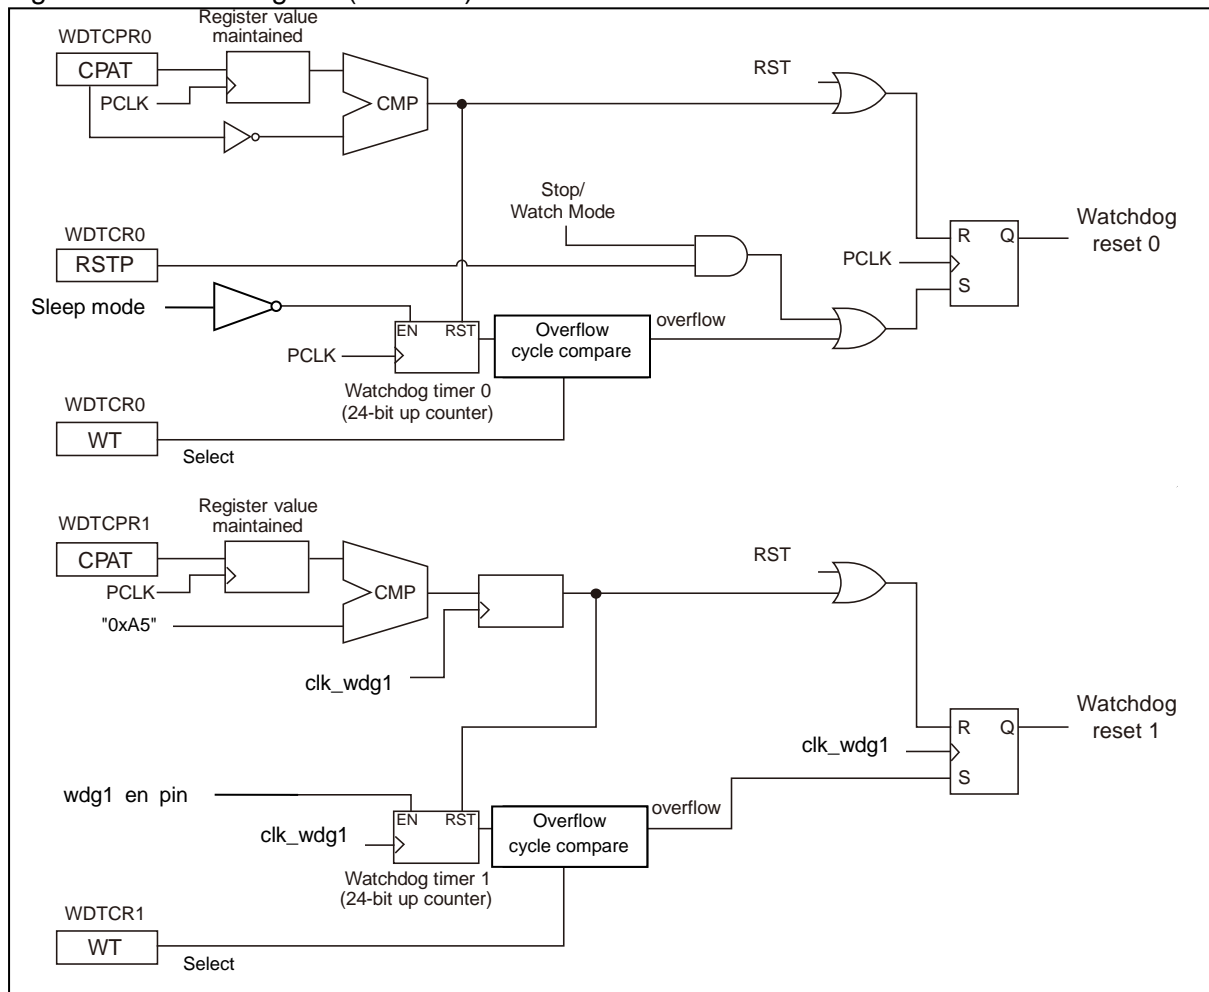 Register value
maintained
WDTCPR0
CPAT
PCLK
CMP
RST
Stop/
Watch Mode
WDTCR0
RSTP
Sleep mode
EN RST
PCLK
Overflow
cycle compare
overflow
Watchdog timer 0
(24-bit up counter)
PCLK
R Q
S
Watchdog
reset 0
WDTCR0
WT
Select
Register value
maintained
WDTCPR1
CPAT
PCLK
CMP
"0xA5"
clk_wdg1
RST
wdg1 en pin
EN RST
clk_wdg1
Overflow
cycle compare
overflow
Watchdog timer 1
(24-bit up counter)
clk_wdg1
R Q
S
Watchdog
reset 1
WDTCR1
WT
Select